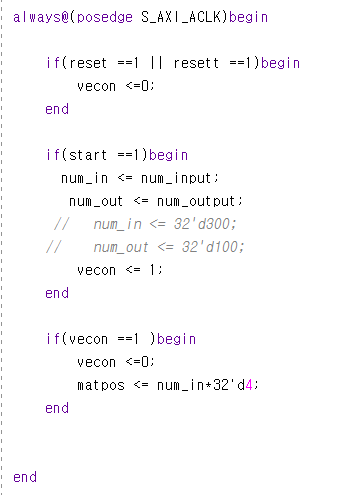 always@(posedge S_AXI_ACLK)begin
if(reset ==1 || resett ==1)begin
vecon <=0;
end
if(start ==1)begin
num_in <= num_input;
num_out <= num_output;
// num_in <= 32'd300;
// num_out <= 32'd100;
vecon <= 1;
end
if(vecon ==1 )begin
vecon <=0;
matpos <= num_in*32'd4;
end
end